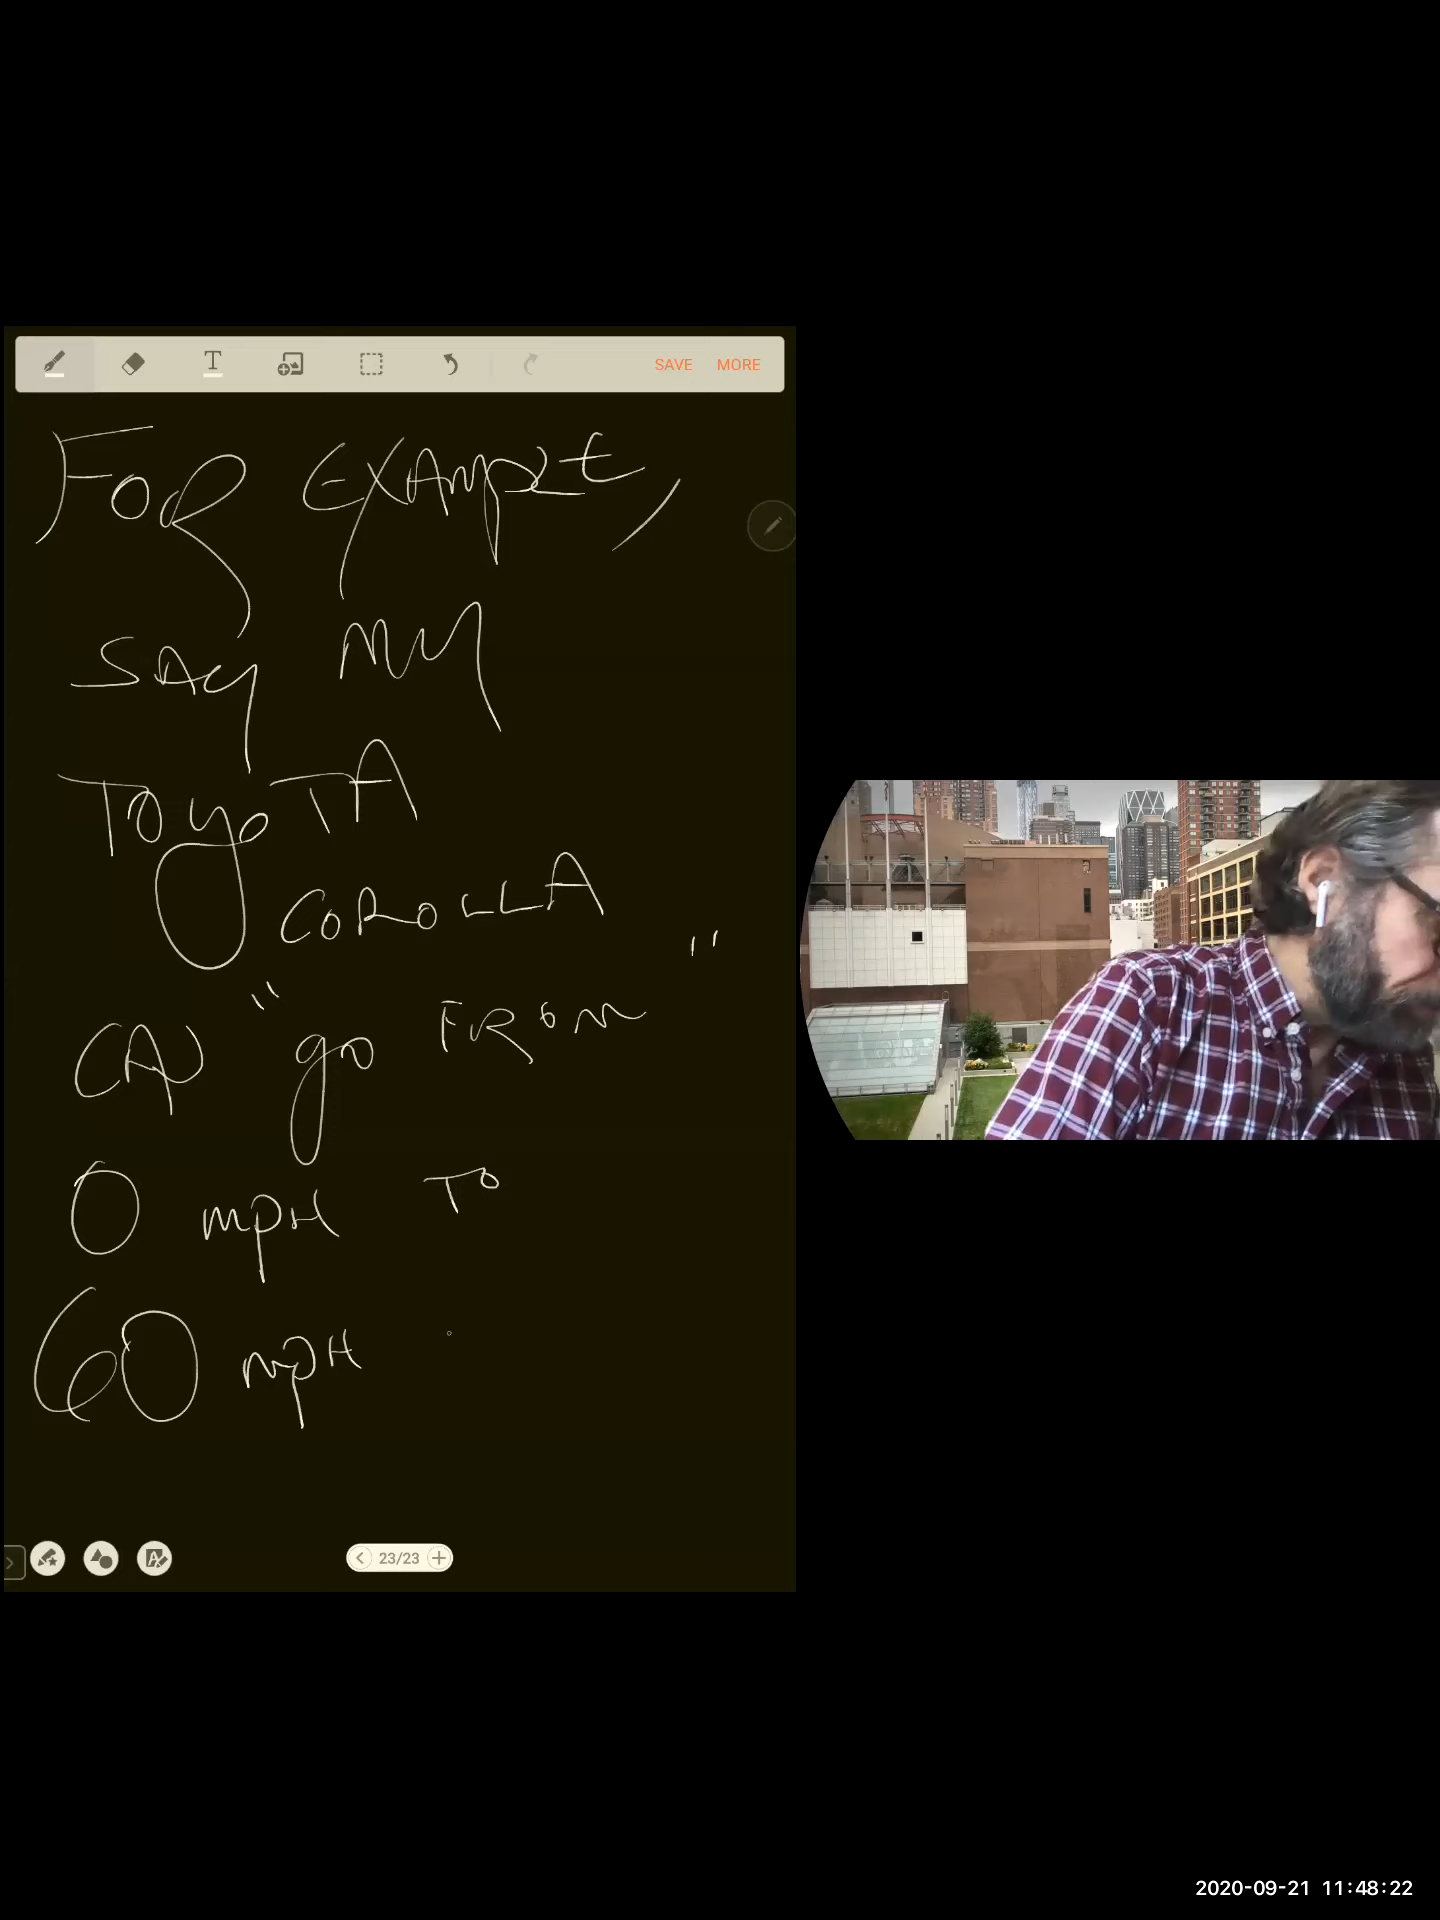 T
SAVE MORE
FOR EXAMPLE,
SAY MY
TOYOTA
COROLLA
CAN "GO FROM"
0 MPH TO
60 MPH
A
23/23
2020-09-21 11:48:22